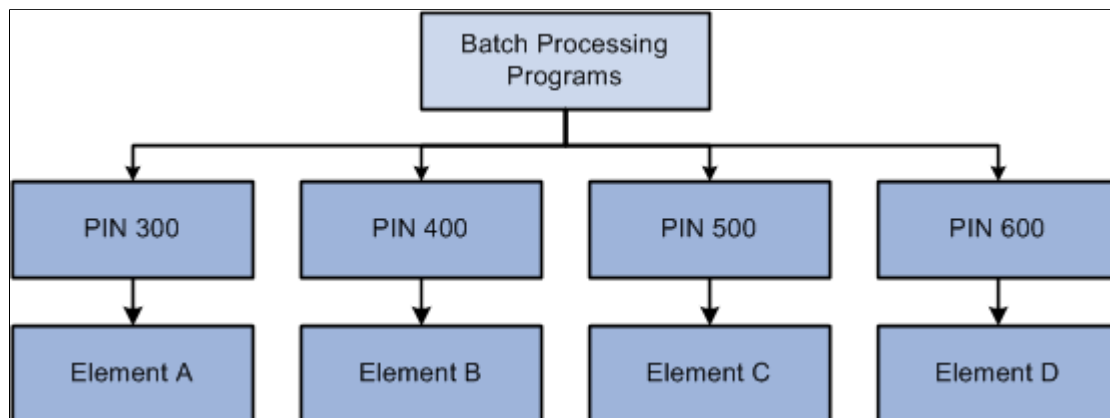 Batch Processing
Programs
PIN 300
PIN 400
PIN 500
PIN 600
Element A
Element B
Element C
Element D